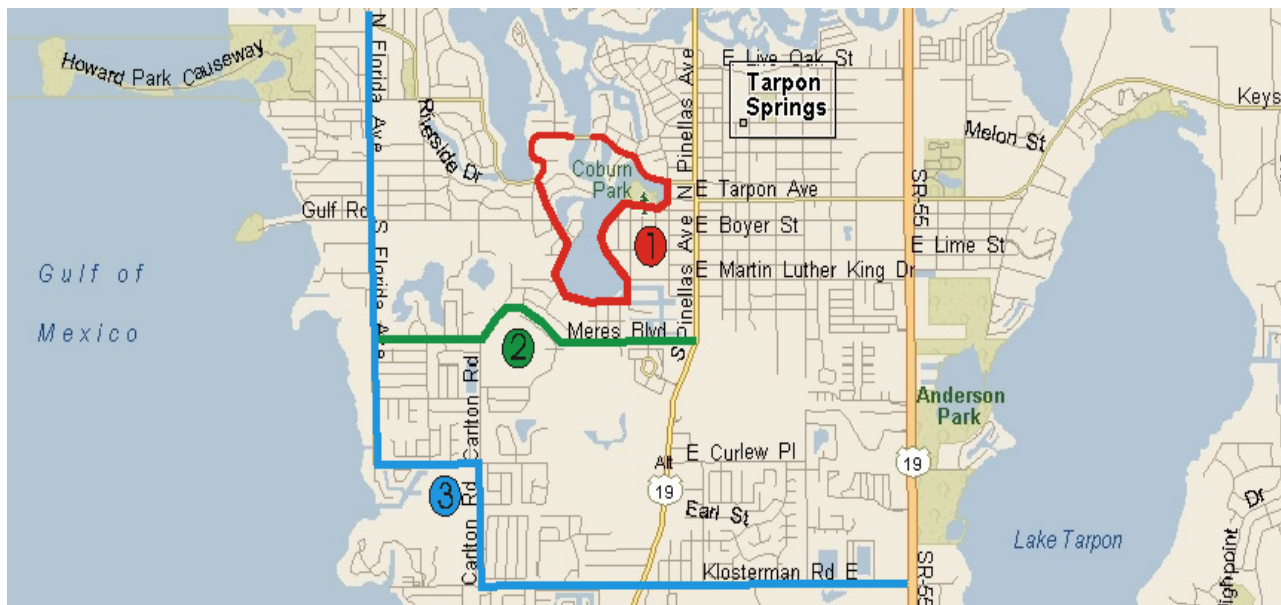 Howard Park Causeway
N Florida Ave
Riverside Dr
N Pinellas Ave
E Live Oak St
Tarpon
Springs
Keys
Melon St
SR-55
Coburn
Park
E Tarpon Ave
Gulf Rd
1
E Boyer St
E Lime St
S Florida Ave
E Martin Luther King Dr
Gulf of
Mexico
S Pinellas Ave
Meres Blvd
2
Carlton Rd
Anderson
Park
E Curlew Pl
Alt
19
19
3
Carlton Rd
Earl St
Dr
Lake Tarpon
Klosterman Rd E
SR-55
ighpoint